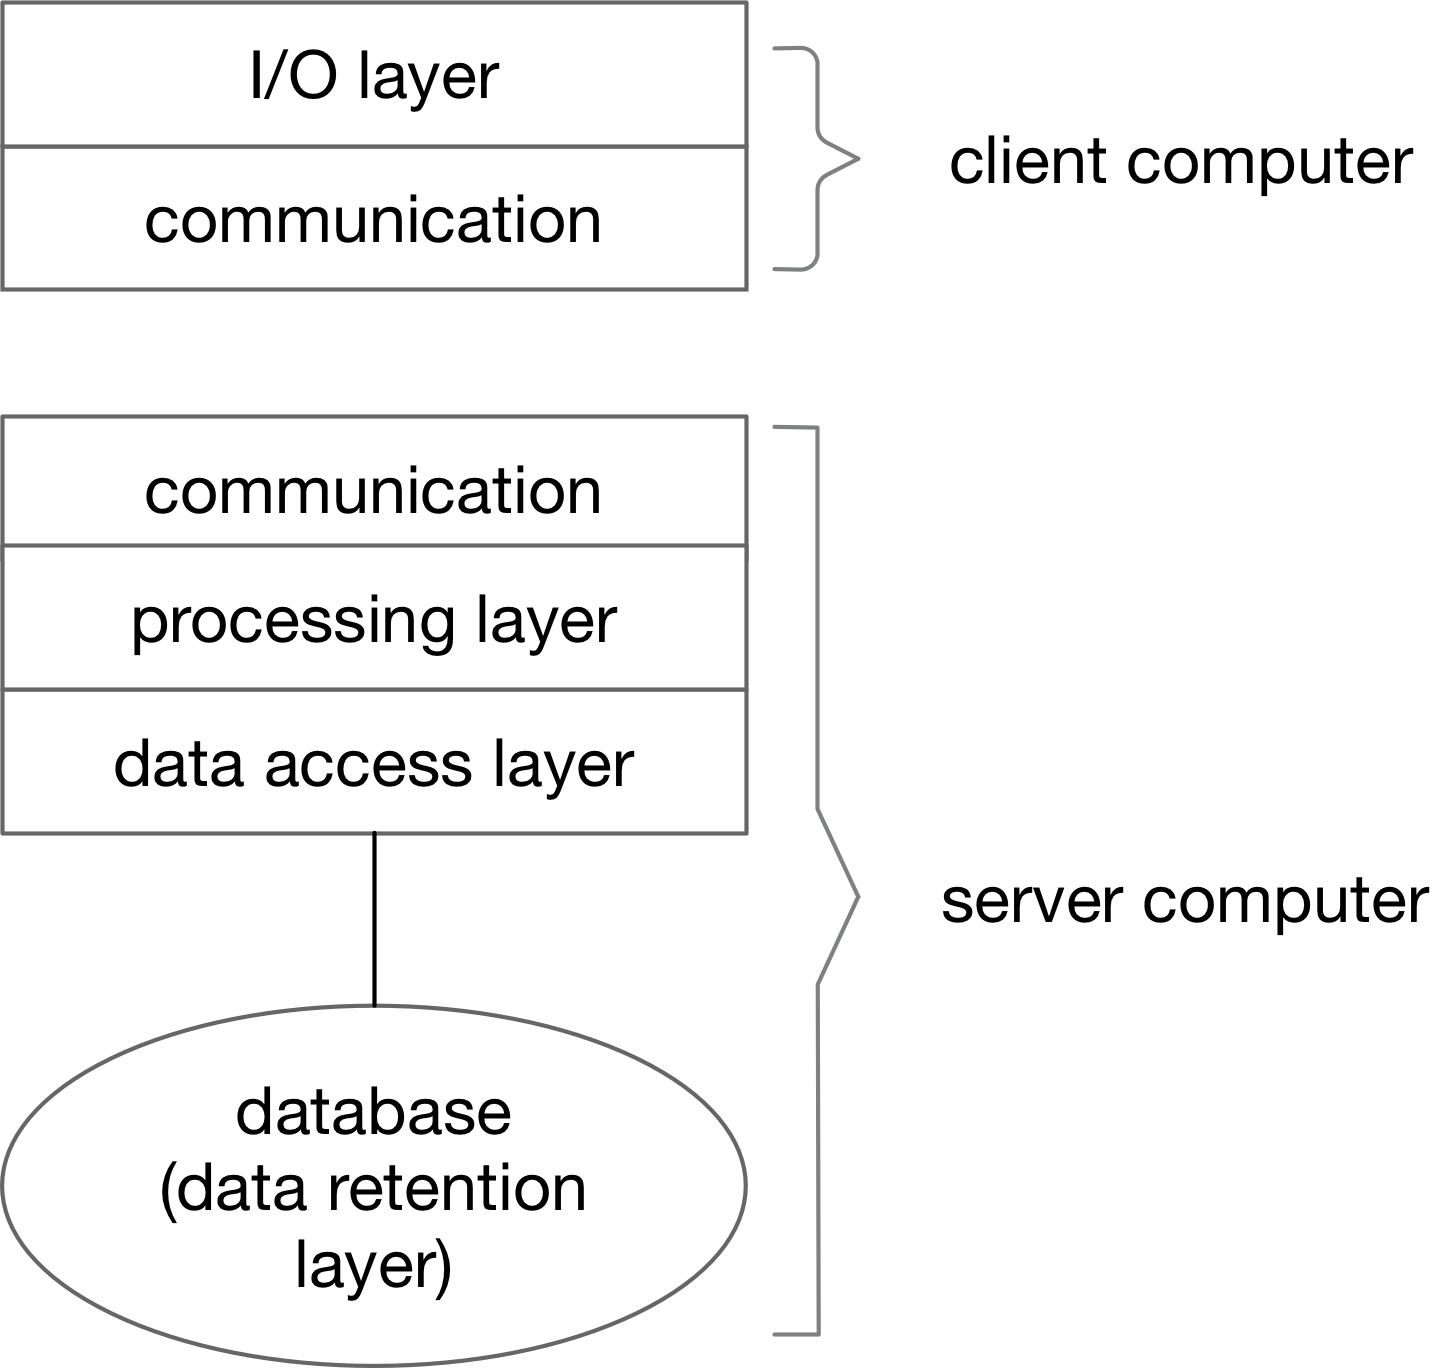 I/O layer
communication
client computer
communication
processing layer
data access layer
server computer
database
(data retention
layer)